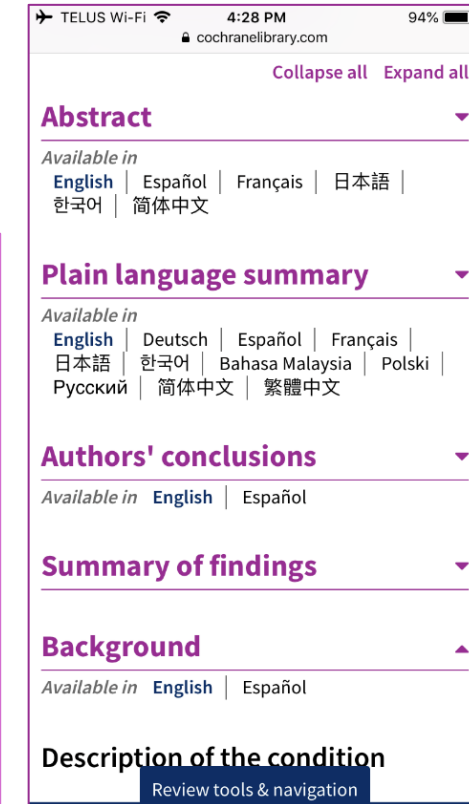 TELUS Wi-Fi 4:28 PM 94%
cochranelibrary.com
Collapse all Expand all
Abstract
Available in
English | Español | Français | 日本語 |
한국어 | 简体中文
Plain language summary
Available in
English | Deutsch | Español | Français |
日本語 | 한국어 | Bahasa Malaysia | Polski |
Русский | 简体中文 | 繁體中文
Authors' conclusions
Available in English | Español
Summary of findings
Background
Available in English | Español
Description of the condition
Review tools & navigation